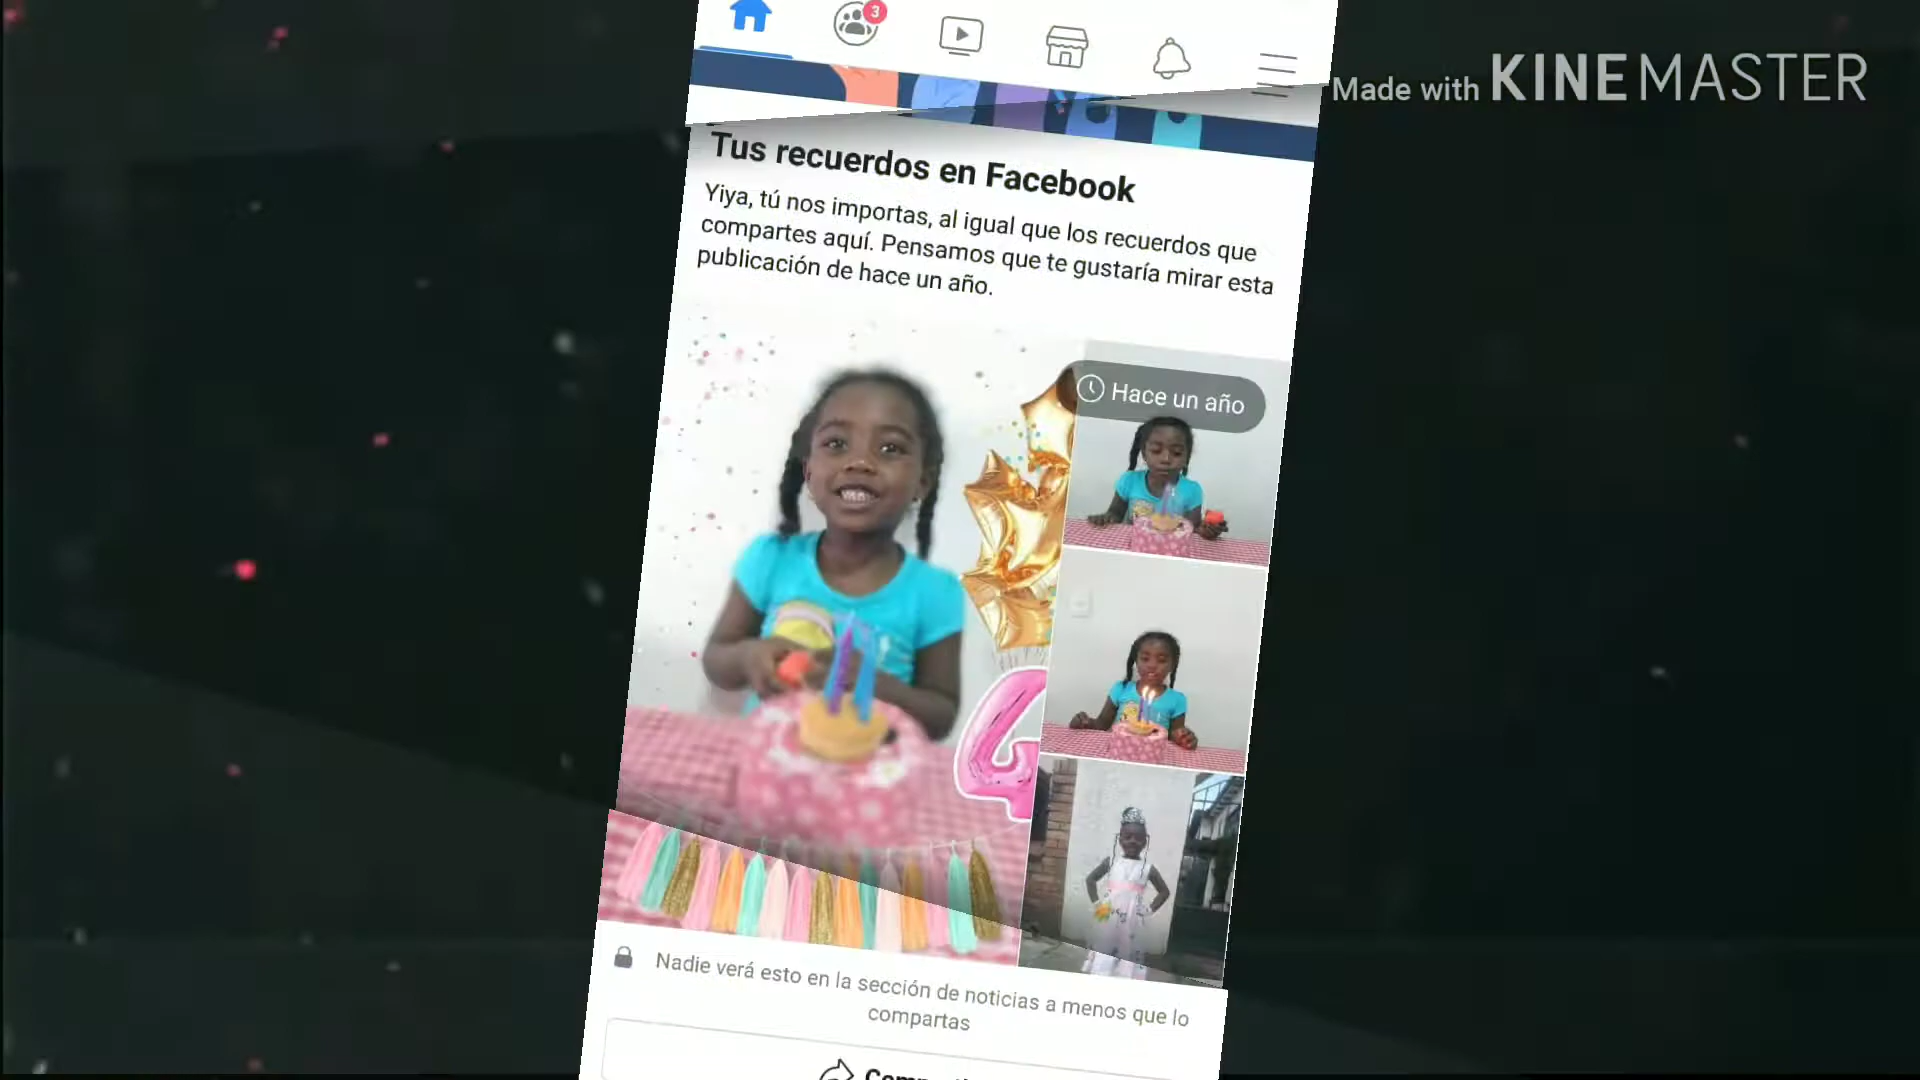 3
Made with KINEMASTER
Tus recuerdos en Facebook
Yiya, tú nos importas, al igual que los recuerdos que
compartes aquí. Pensamos que te gustaría mirar esta
publicación de hace un año.
Hace un año
4
Nadie verá esto en la sección de noticias a menos que lo
compartas